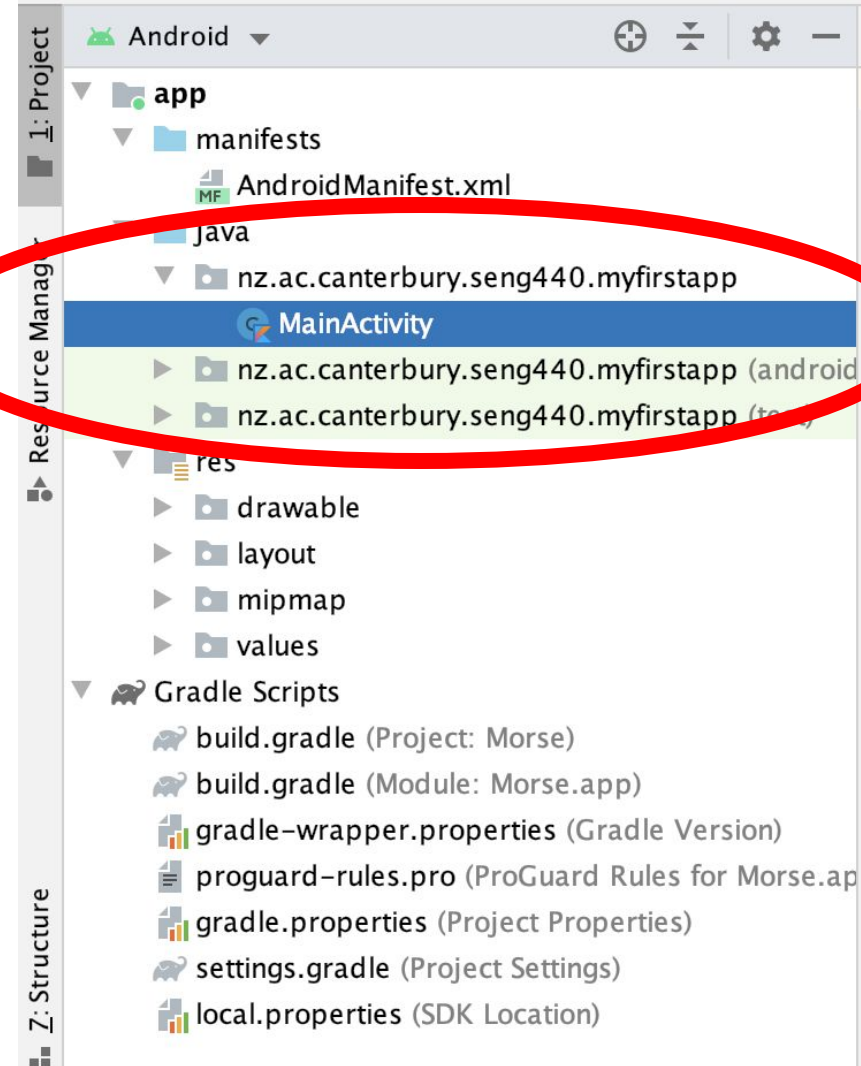 1: Project
Android
app
manifests
MF
AndroidManifest.xml
java
nz.ac.canterbury.seng440.myfirstapp
MainActivity
nz.ac.canterbury.seng440.myfirstapp (android
nz.ac.canterbury.seng440.myfirstapp (test)
Resource Manager
res
drawable
layout
mipmap
values
Gradle Scripts
build.gradle (Project: Morse)
build.gradle (Module: Morse.app)
gradle-wrapper.properties (Gradle Version)
proguard-rules.pro (ProGuard Rules for Morse.ap
gradle.properties (Project Properties)
settings.gradle (Project Settings)
local.properties (SDK Location)
7: Structure